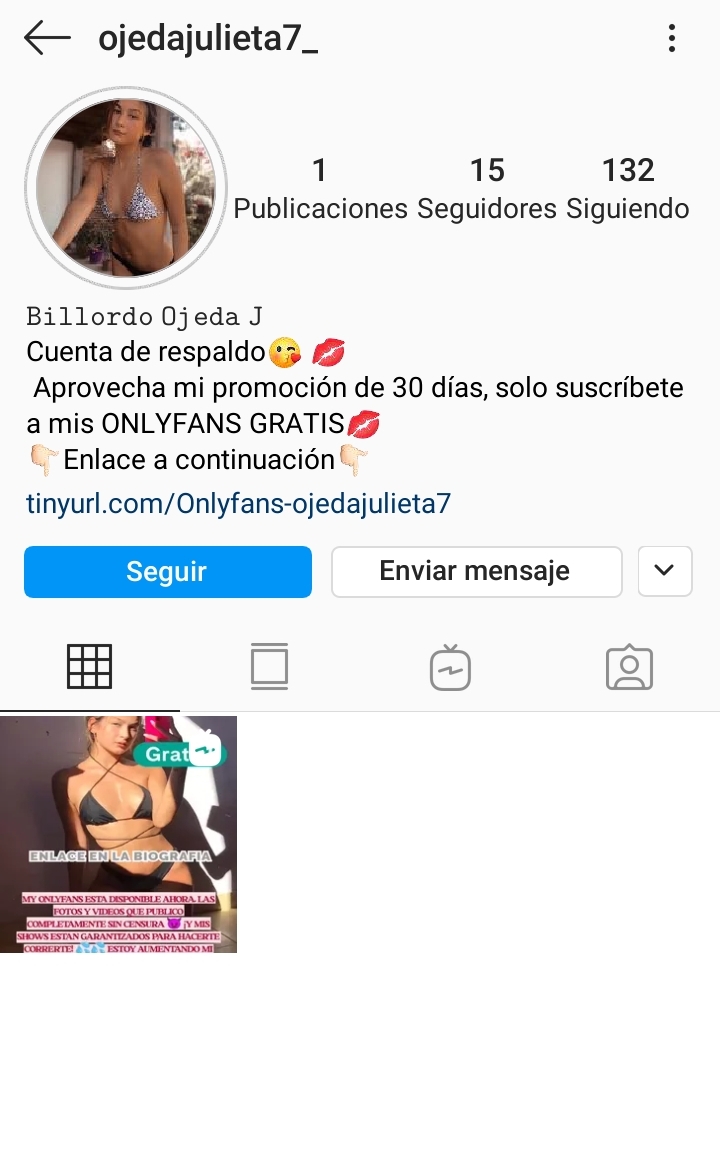 ojedajulieta7_
1 15 132
Publicaciones Seguidores Siguiendo
Billordo Ojeda J
Cuenta de respaldo😘 💋
Aprovecha mi promoción de 30 días, solo suscríbete
a mis ONLYFANS GRATIS💋
👇🏻Enlace a continuación👇🏻
tinyurl.com/Onlyfans-ojedajulieta7
Seguir Enviar mensaje
Grat
ENLACE EN LA BIOGRAFIA
MY ONLYFANS ESTA DISPONIBLE AHORA. LAS
FOTOS Y VIDEOS QUE PUBLICO
COMPLETAMENTE SIN CENSURA 😈 ¡Y MIS
SHOWS ESTAN GARANTIZADOS PARA HACERTE
CORRERTE! 💦💦 ESTOY AUMENTANDO MI